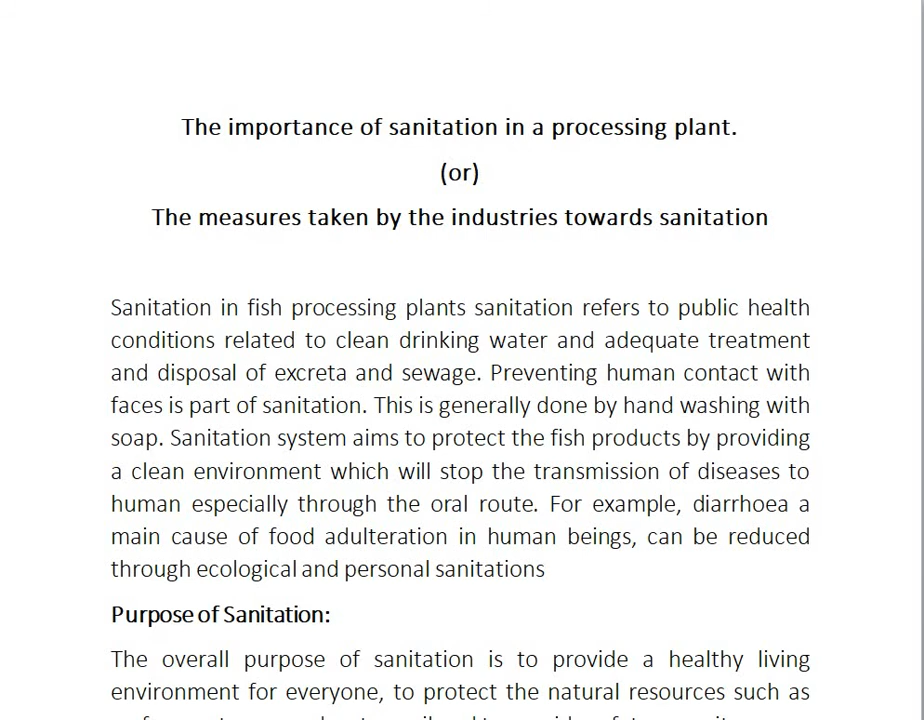 The importance of sanitation in a processing plant.
(or)
The measures taken by the industries towards sanitation
Sanitation in fish processing plants sanitation refers to public health
conditions related to clean drinking water and adequate treatment
and disposal of excreta and sewage. Preventing human contact with
faces is part of sanitation. This is generally done by hand washing with
soap. Sanitation system aims to protect the fish products by providing
a clean environment which will stop the transmission of diseases to
human especially through the oral route. For example, diarrhoea a
main cause of food adulteration in human beings, can be reduced
through ecological and personal sanitations
Purpose of Sanitation:
The overall purpose of sanitation is to provide a healthy living
environment for everyone, to protect the natural resources such as